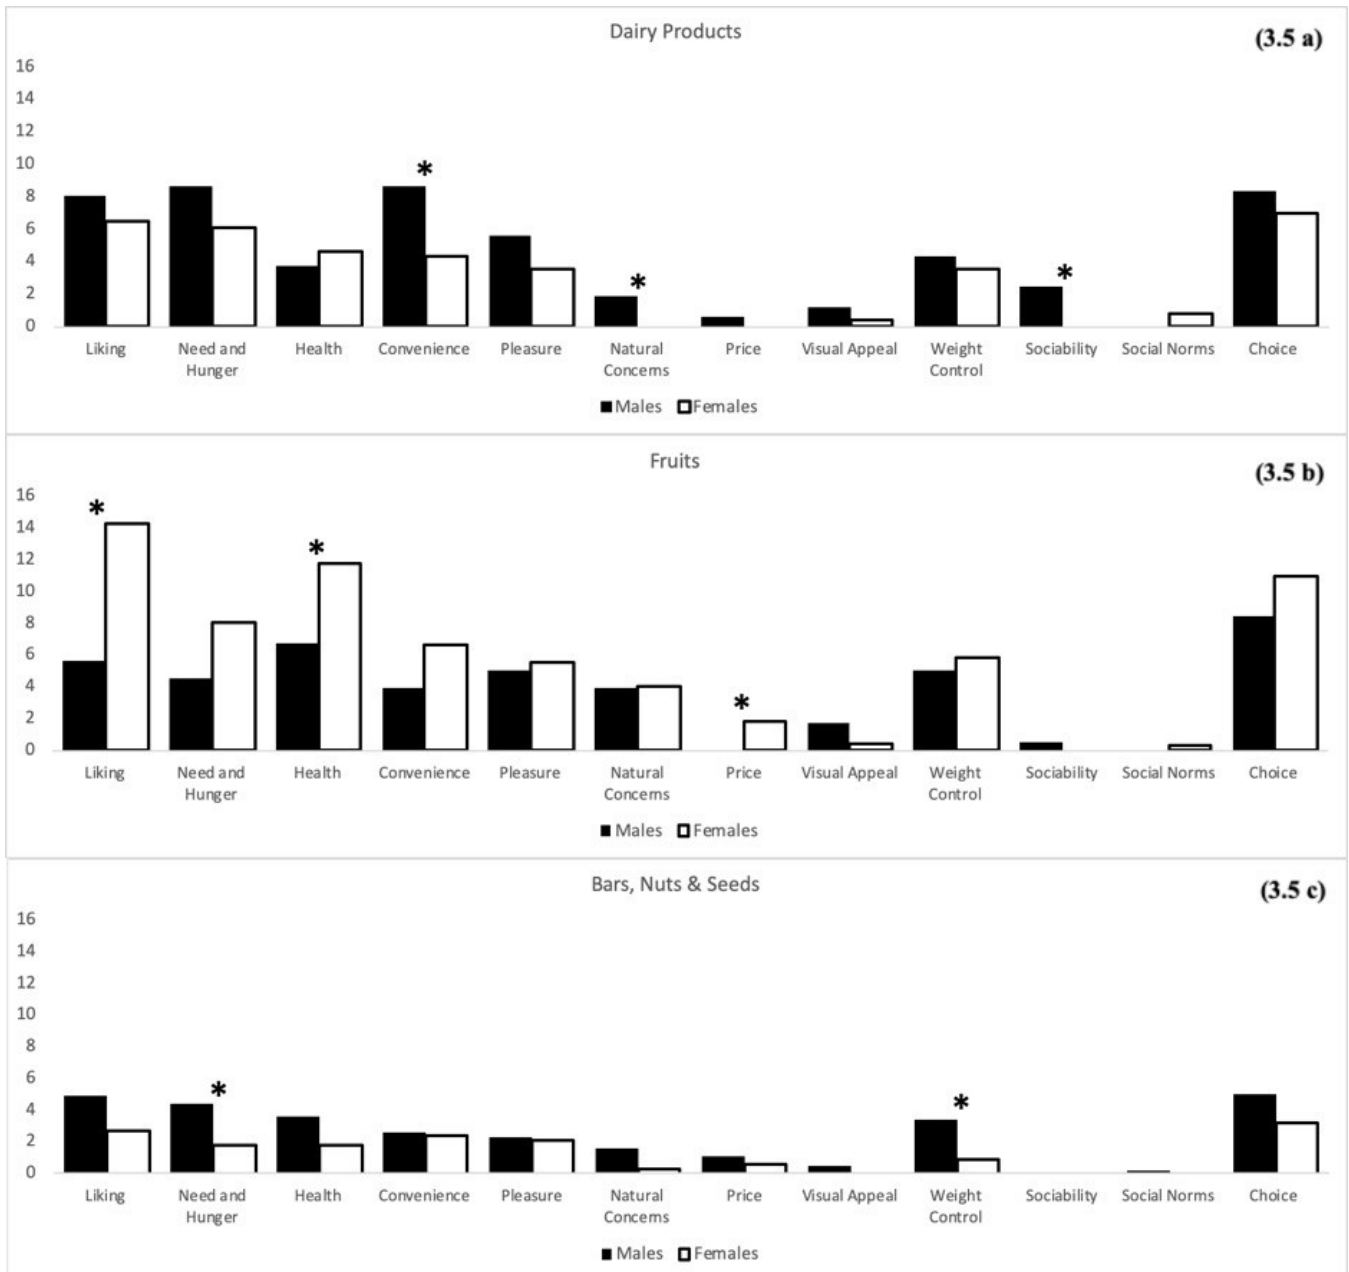 Dairy Products
(3.5 a)
16
14
12
10
8
6
4
2
0
*
*
*
Liking Need and Health Convenience Pleasure Natural Price Visual Appeal Weight Sociability Social Norms Choice
Hunger Concerns Control
Males Females
Fruits
(3.5 b)
16
14
12
10
8
6
4
2
0
*
*
*
Liking Need and Health Convenience Pleasure Natural Price Visual Appeal Weight Sociability Social Norms Choice
Hunger Concerns Control
Males Females
Bars, Nuts & Seeds
(3.5 c)
16
14
12
10
8
6
4
2
0
*
*
Liking Need and Health Convenience Pleasure Natural Price Visual Appeal Weight Sociability Social Norms Choice
Hunger Concerns Control
Males Females